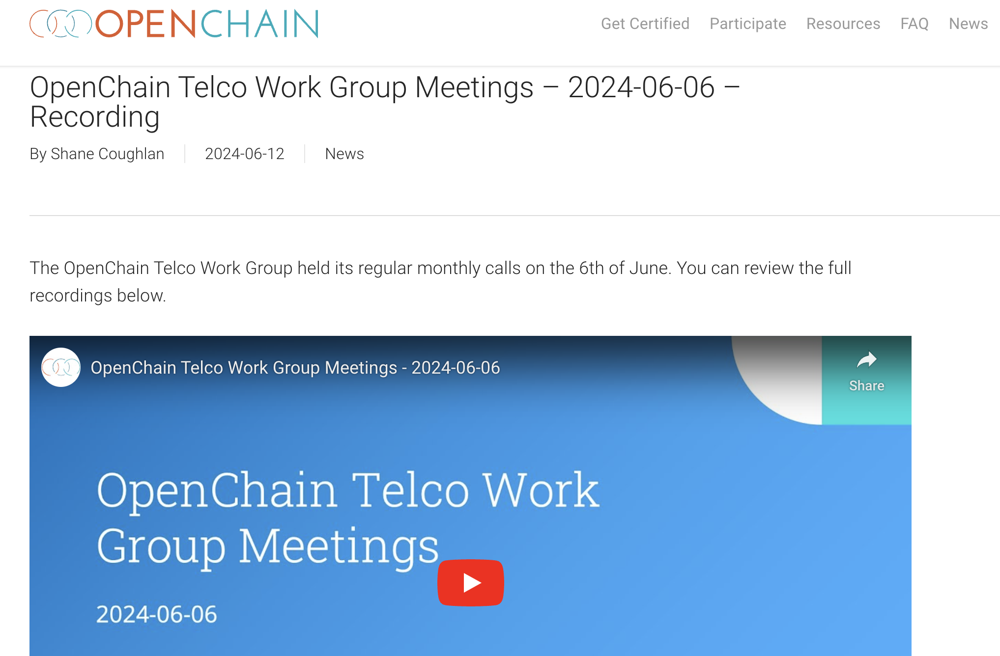 OPENCHAIN
Get Certified Participate Resources FAQ News
OpenChain Telco Work Group Meetings – 2024-06-06 –
Recording
By Shane Coughlan 2024-06-12 News
The OpenChain Telco Work Group held its regular monthly calls on the 6th of June. You can review the full
recordings below.
OpenChain Telco Work Group Meetings - 2024-06-06
Share
OpenChain Telco Work
Group Meetings
2024-06-06